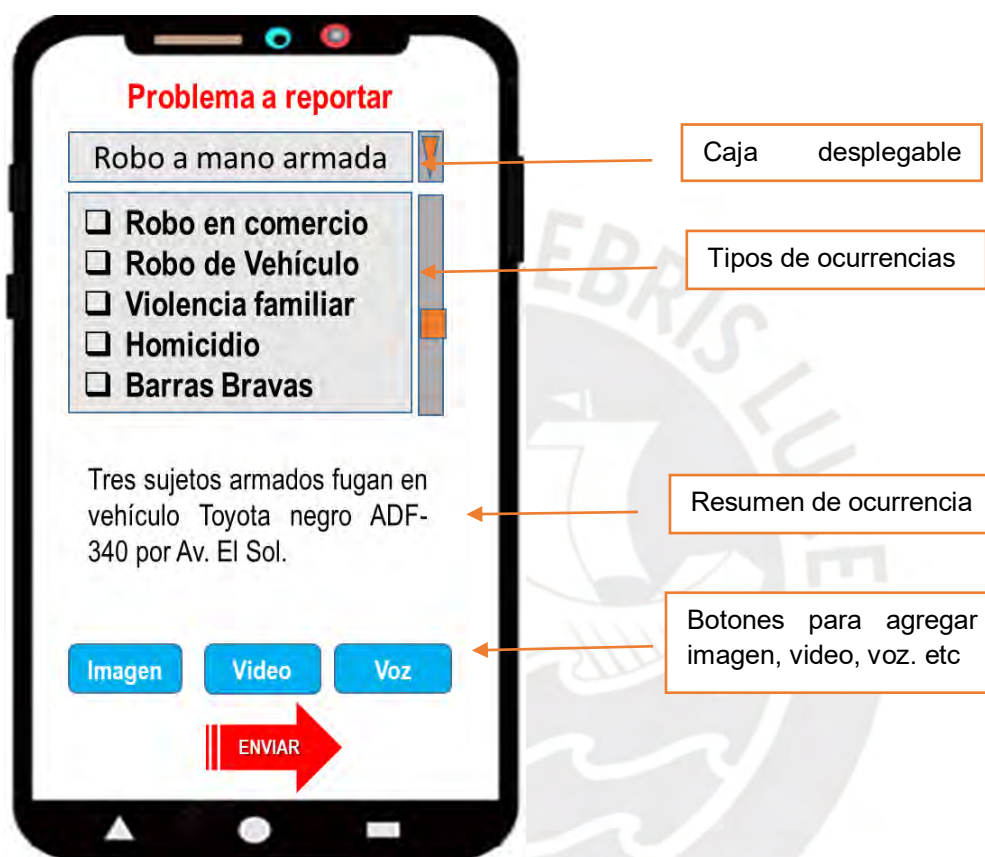 Problema a reportar
Robo a mano armada
Caja desplegable
Robo en comercio
Robo de Vehículo
Violencia familiar
Homicidio
Barras Bravas
Tipos de ocurrencias
Tres sujetos armados fugan en
vehículo Toyota negro ADF-
340 por Av. El Sol.
Resumen de ocurrencia
Imagen
Video
Voz
Botones para agregar
imagen, video, voz. etc
ENVIAR